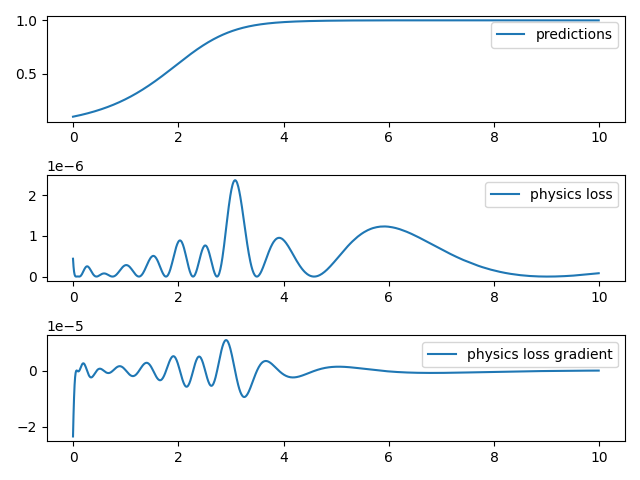 1.0
predictions
0.5
0 2 4 6 8 10
1e−6
2
physics loss
1
0
0 2 4 6 8 10
1e−5
physics loss gradient
0
−2
0 2 4 6 8 10